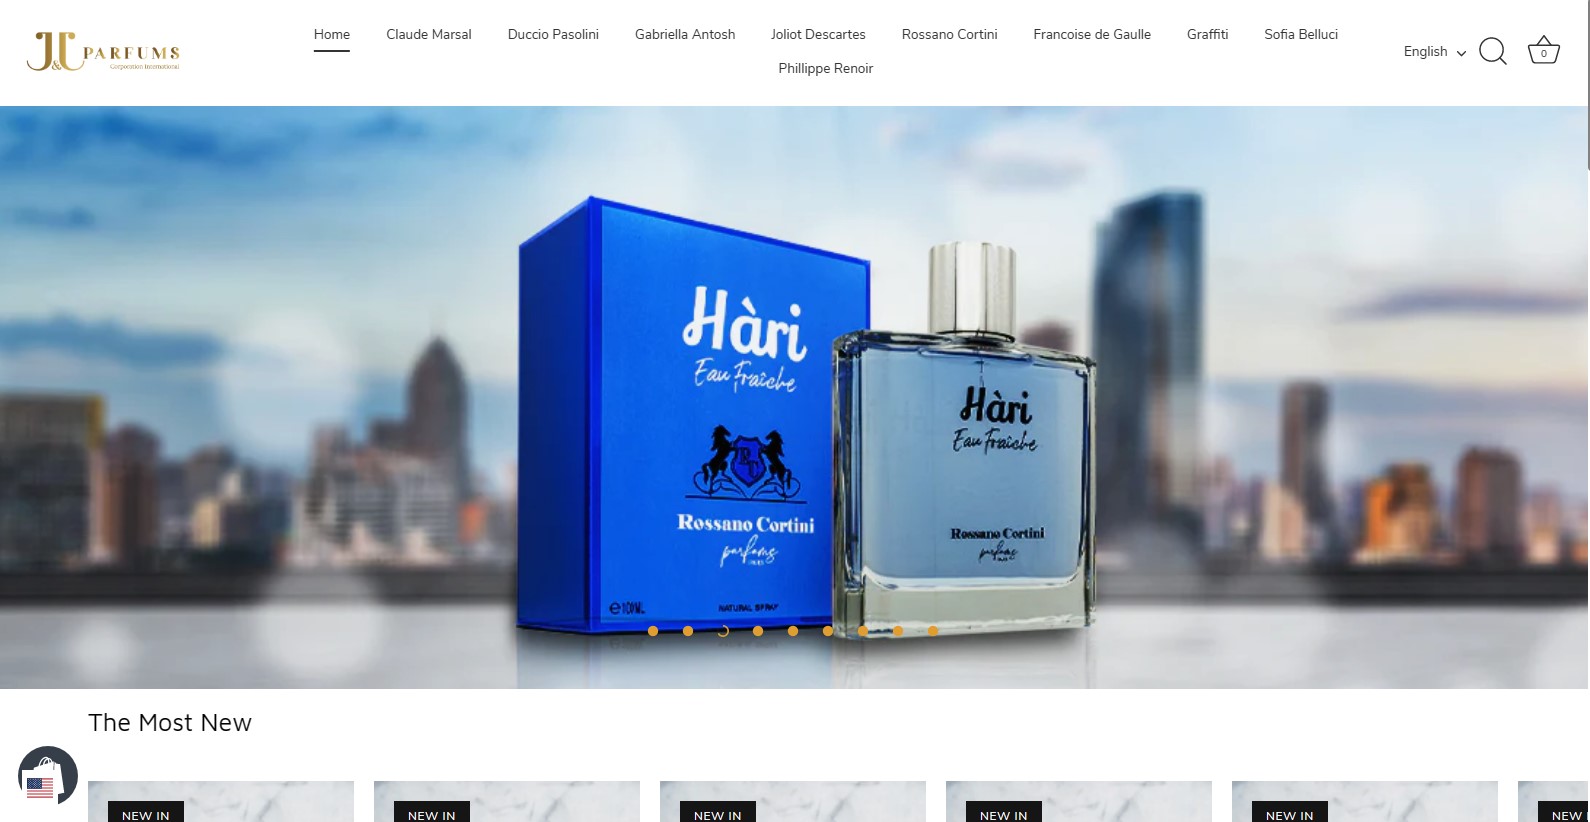 J&C PARFUMS
Corporation International
Home
Claude Marsal
Duccio Pasolini
Gabriella Antosh
Joliot Descartes
Rossano Cortini
Francoise de Gaulle
Graffiti
Sofia Belluci
Phillippe Renoir
English
0
Hàri
Eau Fraîche
Rossano Cortini
parfums
e 100ML
NATURAL SPRAY
Hàri
Eau Fraîche
Rossano Cortini
parfums
The Most New
NEW IN
NEW IN
NEW IN
NEW IN
NEW IN
NEW